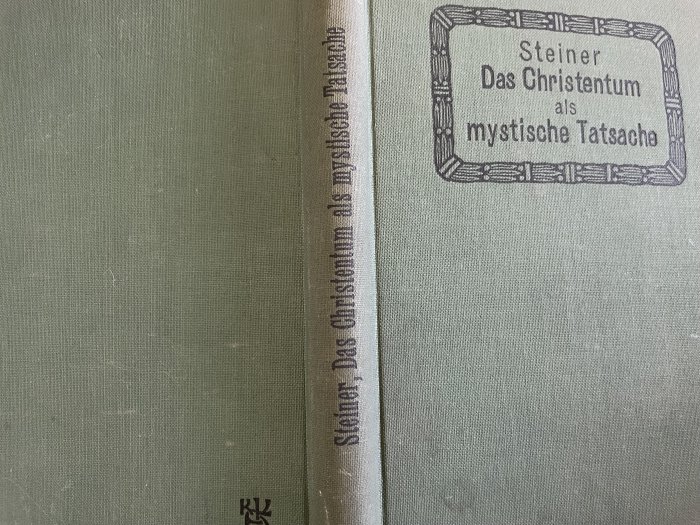 Steiner
Das Christentum
als
mystische Tatsache
Steiner, Das Christentum als mystische Tatsache